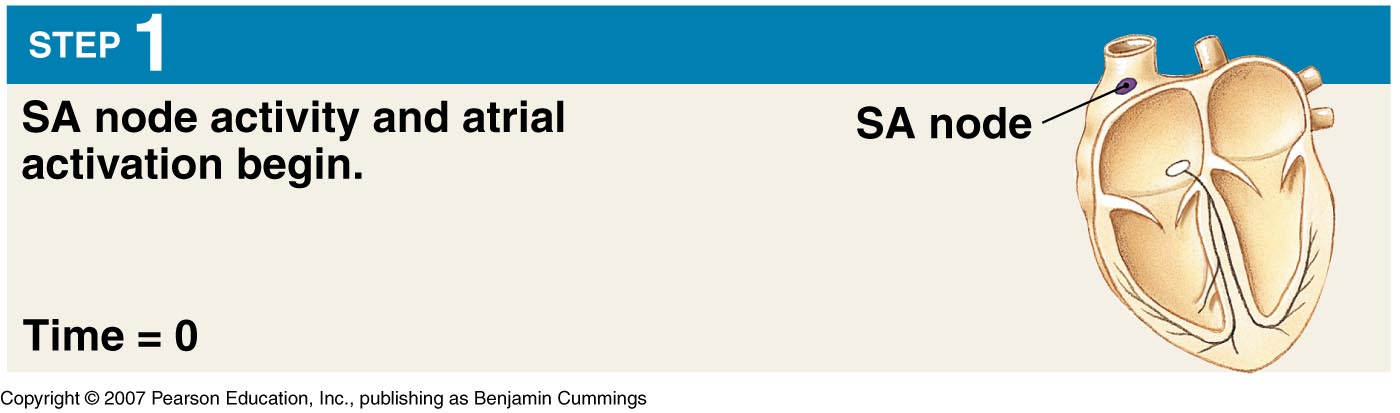 STEP 1
SA node activity and atrial
activation begin.
SA node
Time = 0
Copyright © 2007 Pearson Education, Inc., publishing as Benjamin Cummings